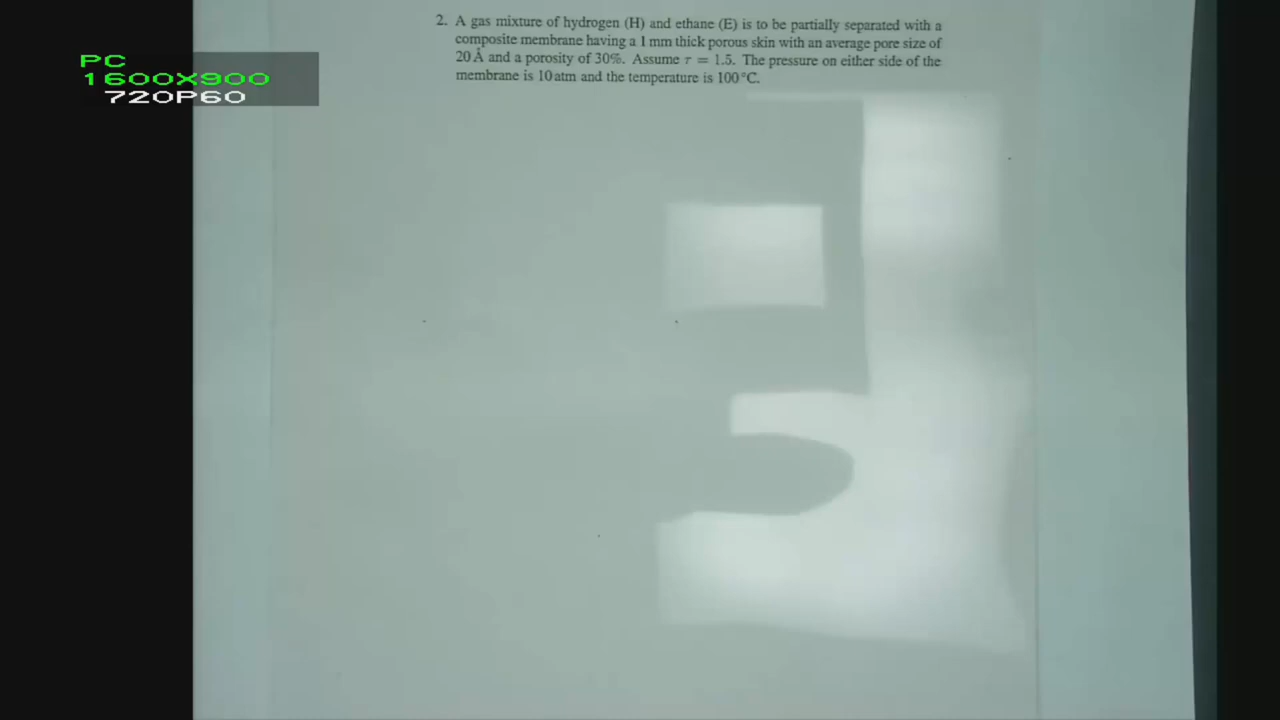 PC
1600X900
720P60
2. A gas mixture of hydrogen (H) and ethane (E) is to be partially separated with a
composite membrane having a 1 mm thick porous skin with an average pore size of
20 Å and a porosity of 30%. Assume τ = 1.5. The pressure on either side of the
membrane is 10 atm and the temperature is 100 °C.